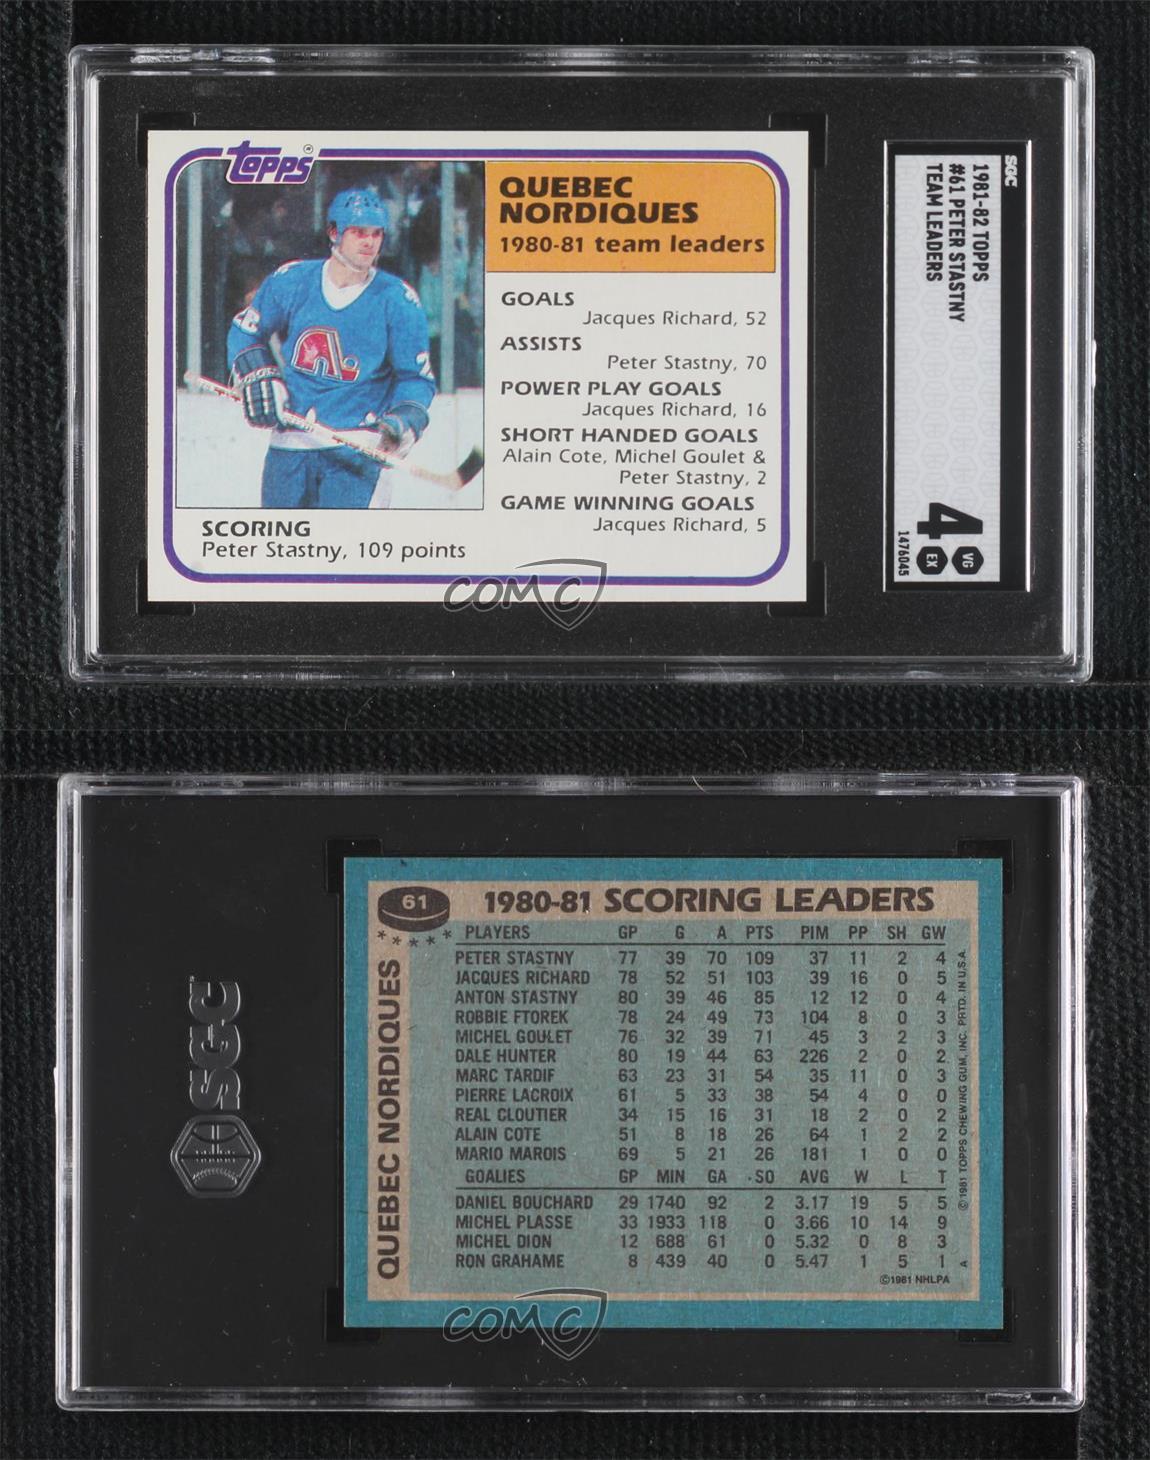 topps®
QUEBEC
NORDIQUES
1980-81 team leaders
GOALS
Jacques Richard, 52
ASSISTS
Peter Stastny, 70
POWER PLAY GOALS
Jacques Richard, 16
SHORT HANDED GOALS
Alain Cote, Michel Goulet &
Peter Stastny, 2
GAME WINNING GOALS
Jacques Richard, 5
SCORING
Peter Stastny, 109 points
COMC
SGC
1981-82 TOPPS
#61 PETER STASTNY
TEAM LEADERS
4
VG
EX
1476045
SGC
61
1980-81 SCORING LEADERS
QUEBEC NORDIQUES
PLAYERS GP G A PTS PIM PP SH GW
PETER STASTNY 77 39 70 109 37 11 2 4
JACQUES RICHARD 78 52 51 103 39 16 0 5
ANTON STASTNY 80 39 46 85 12 12 0 4
ROBBIE FTOREK 78 24 49 73 104 8 0 3
MICHEL GOULET 76 32 39 71 45 3 2 3
DALE HUNTER 80 19 44 63 226 2 0 2
MARC TARDIF 63 23 31 54 35 11 0 3
PIERRE LACROIX 61 5 33 38 54 4 0 0
REAL CLOUTIER 34 15 16 31 18 2 0 2
ALAIN COTE 51 8 18 26 64 1 2 2
MARIO MAROIS 69 5 21 26 181 1 0 0
GOALIES GP MIN GA SO AVG W L T
DANIEL BOUCHARD 29 1740 92 2 3.17 19 5 5
MICHEL PLASSE 33 1933 118 0 3.66 10 14 9
MICHEL DION 12 688 61 0 5.32 0 8 3
RON GRAHAME 8 439 40 0 5.47 1 5 1
©1981 NHLPA
©1981 TOPPS CHEWING GUM, INC. PRTD. IN U.S.A.
A
COMC